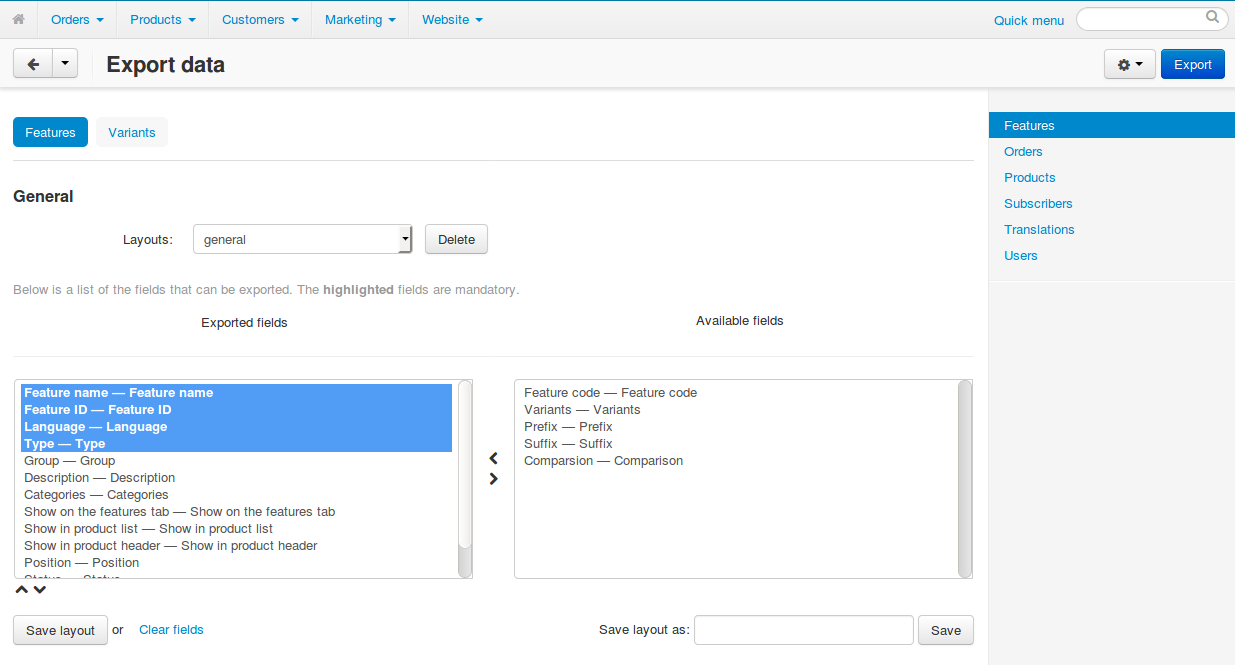 Orders Products Customers Marketing Website Quick menu
Export data Export
Features Variants
General
Layouts: general Delete
Below is a list of the fields that can be exported. The highlighted fields are mandatory.
Exported fields Available fields
Feature name — Feature name
Feature ID — Feature ID
Language — Language
Type — Type
Group — Group
Description — Description
Categories — Categories
Show on the features tab — Show on the features tab
Show in product list — Show in product list
Show in product header — Show in product header
Position — Position
Status — Status
Feature code — Feature code
Variants — Variants
Prefix — Prefix
Suffix — Suffix
Comparsion — Comparison
Save layout or Clear fields Save layout as: Save
Features
Orders
Products
Subscribers
Translations
Users